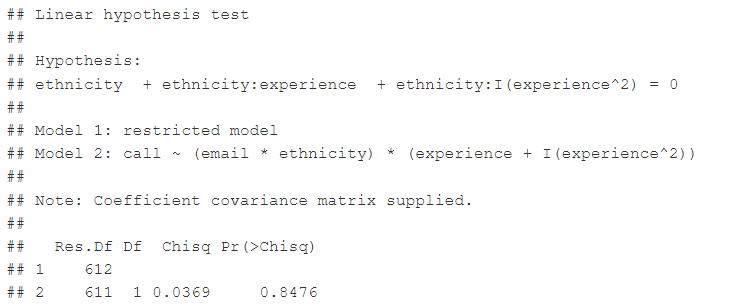 ## Linear hypothesis test
##
## Hypothesis:
## ethnicity  + ethnicity:experience  + ethnicity:I(experience^2) = 0
##
## Model 1: restricted model
## Model 2: call ~ (email * ethnicity) * (experience + I(experience^2))
##
## Note: Coefficient covariance matrix supplied.
##
##   Res.Df Df  Chisq Pr(>Chisq)
## 1    612
## 2    611  1 0.0369     0.8476